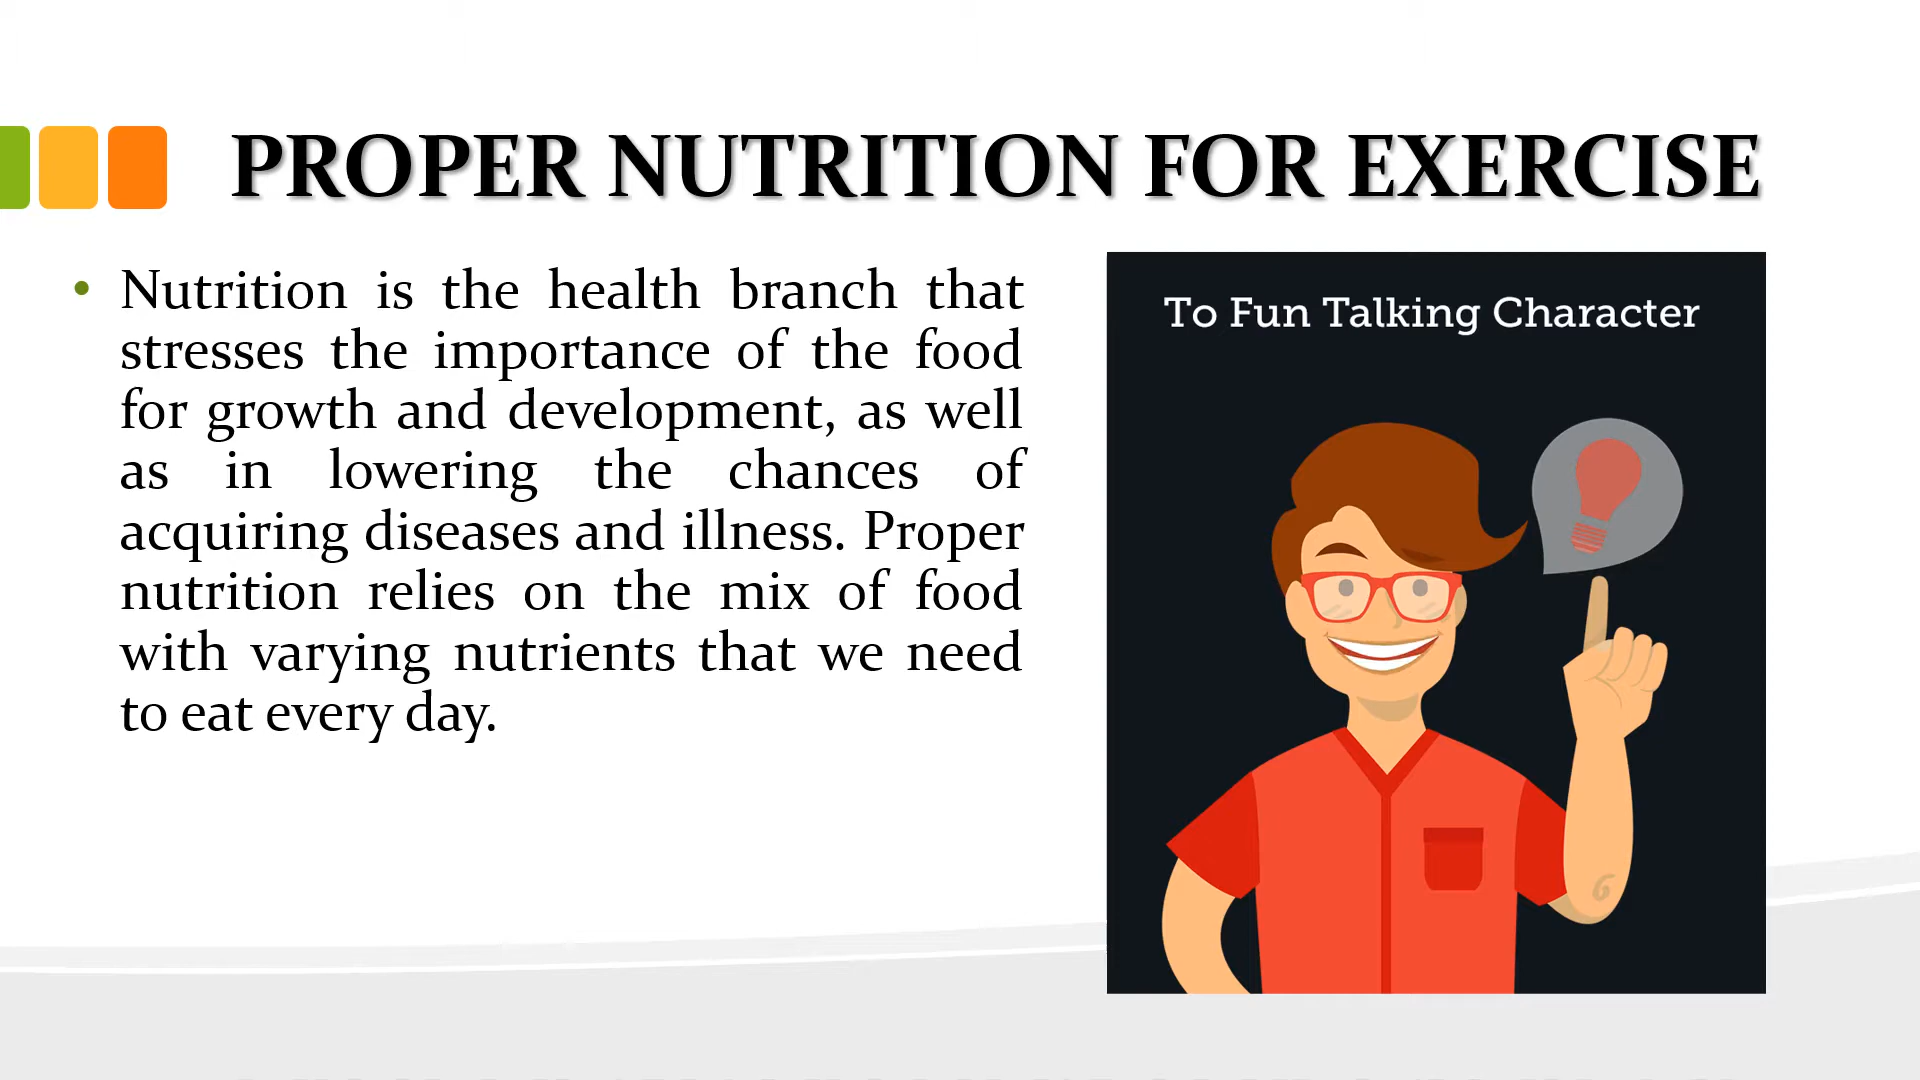 PROPER NUTRITION FOR EXERCISE
• Nutrition is the health branch that
stresses the importance of the food
for growth and development, as well
as in lowering the chances of
acquiring diseases and illness. Proper
nutrition relies on the mix of food
with varying nutrients that we need
to eat every day.
To Fun Talking Character